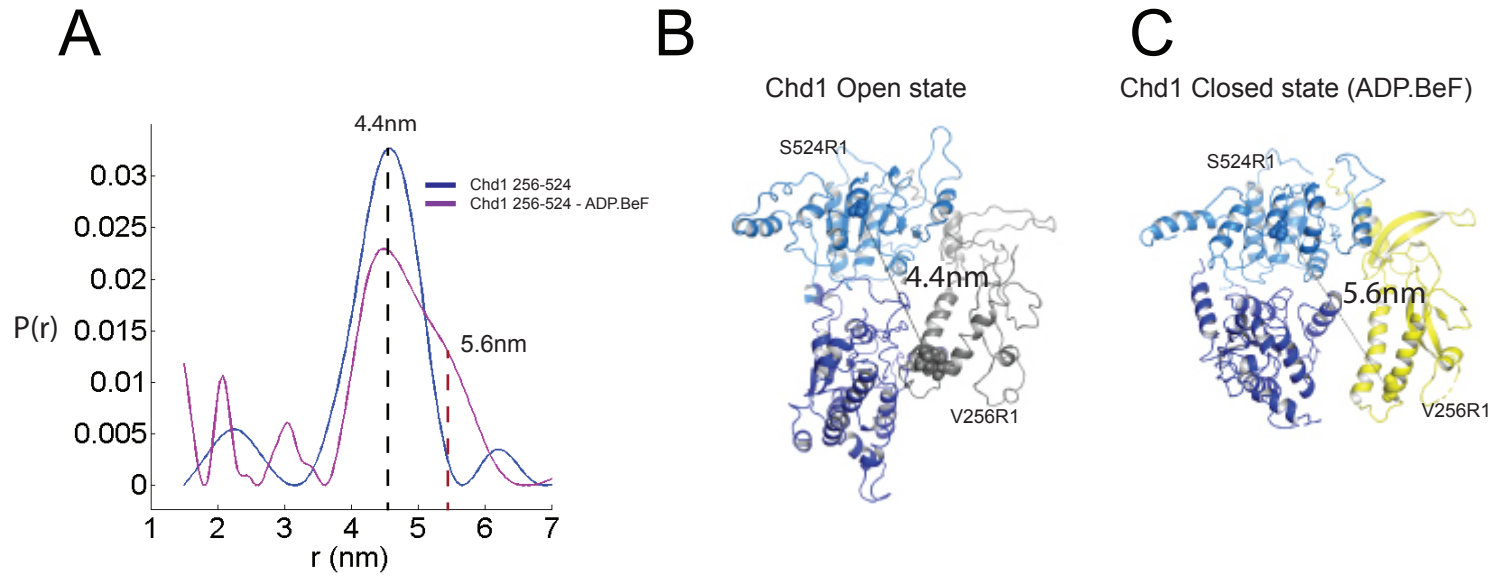 A
B
C
Chd1 Open state
Chd1 Closed state (ADP.BeF)
4.4nm
Chd1 256-524
Chd1 256-524 - ADP.BeF
5.6nm
P(r)
0.03
0.025
0.02
0.015
0.01
0.005
0
1 2 3 4 5 6 7
r (nm)
S524R1
4.4nm
V256R1
S524R1
5.6nm
V256R1